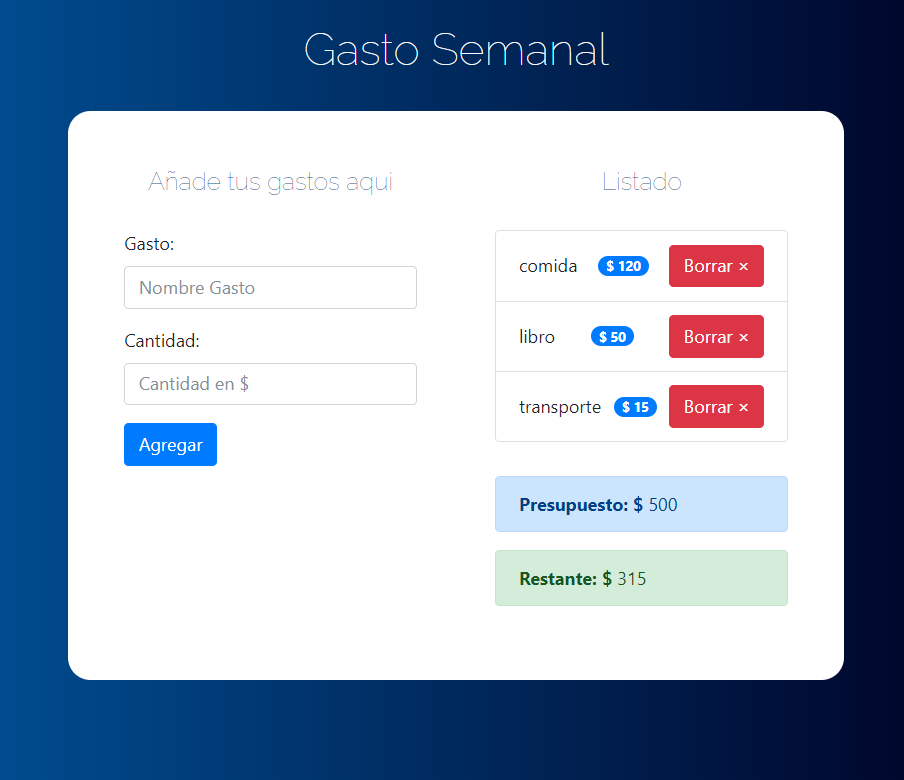 Gasto Semanal
Añade tus gastos aqui
Gasto:
Nombre Gasto
Cantidad:
Cantidad en $
Agregar
Listado
comida $ 120 Borrar ×
libro $ 50 Borrar ×
transporte $ 15 Borrar ×
Presupuesto: $ 500
Restante: $ 315